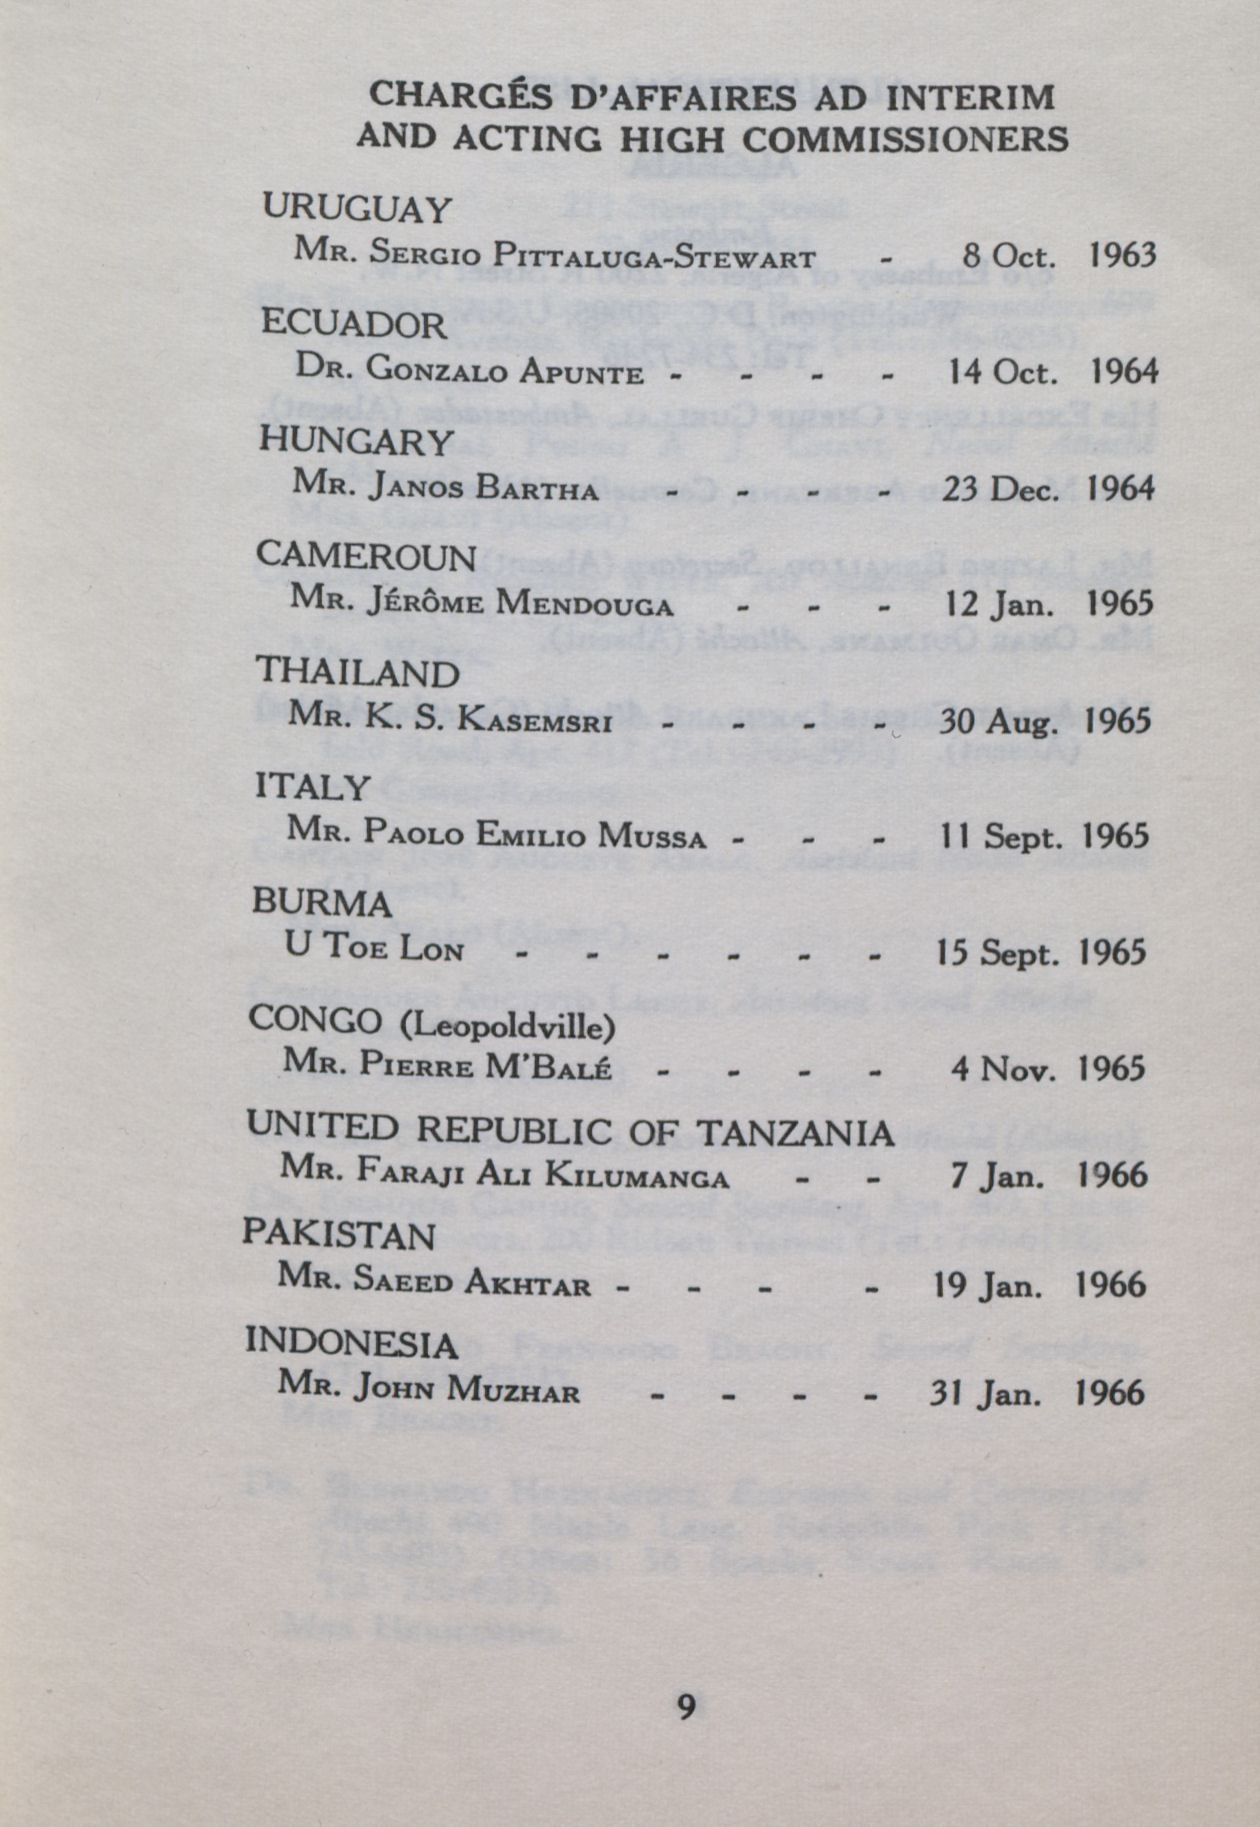 CHARGÉS D'AFFAIRES AD INTERIM
AND ACTING HIGH COMMISSIONERS
URUGUAY
MR. SERGIO PITTALUGA-STEWART - 8 Oct. 1963
ECUADOR
DR. GONZALO APUNTE - - - - 14 Oct. 1964
HUNGARY
MR. JANOS BARTHA - - - - 23 Dec. 1964
CAMEROUN
MR. JÉRÔME MENDOUGA - - - 12 Jan. 1965
THAILAND
MR. K. S. KASEMSRI - - - - 30 Aug. 1965
ITALY
MR. PAOLO EMILIO MUSSA - - - 11 Sept. 1965
BURMA
U TOE LON - - - - - - 15 Sept. 1965
CONGO (Leopoldville)
MR. PIERRE M'BALÉ - - - - 4 Nov. 1965
UNITED REPUBLIC OF TANZANIA
MR. FARAJI ALI KILUMANGA - - 7 Jan. 1966
PAKISTAN
MR. SAEED AKHTAR - - - - 19 Jan. 1966
INDONESIA
MR. JOHN MUZHAR - - - - 31 Jan. 1966
9